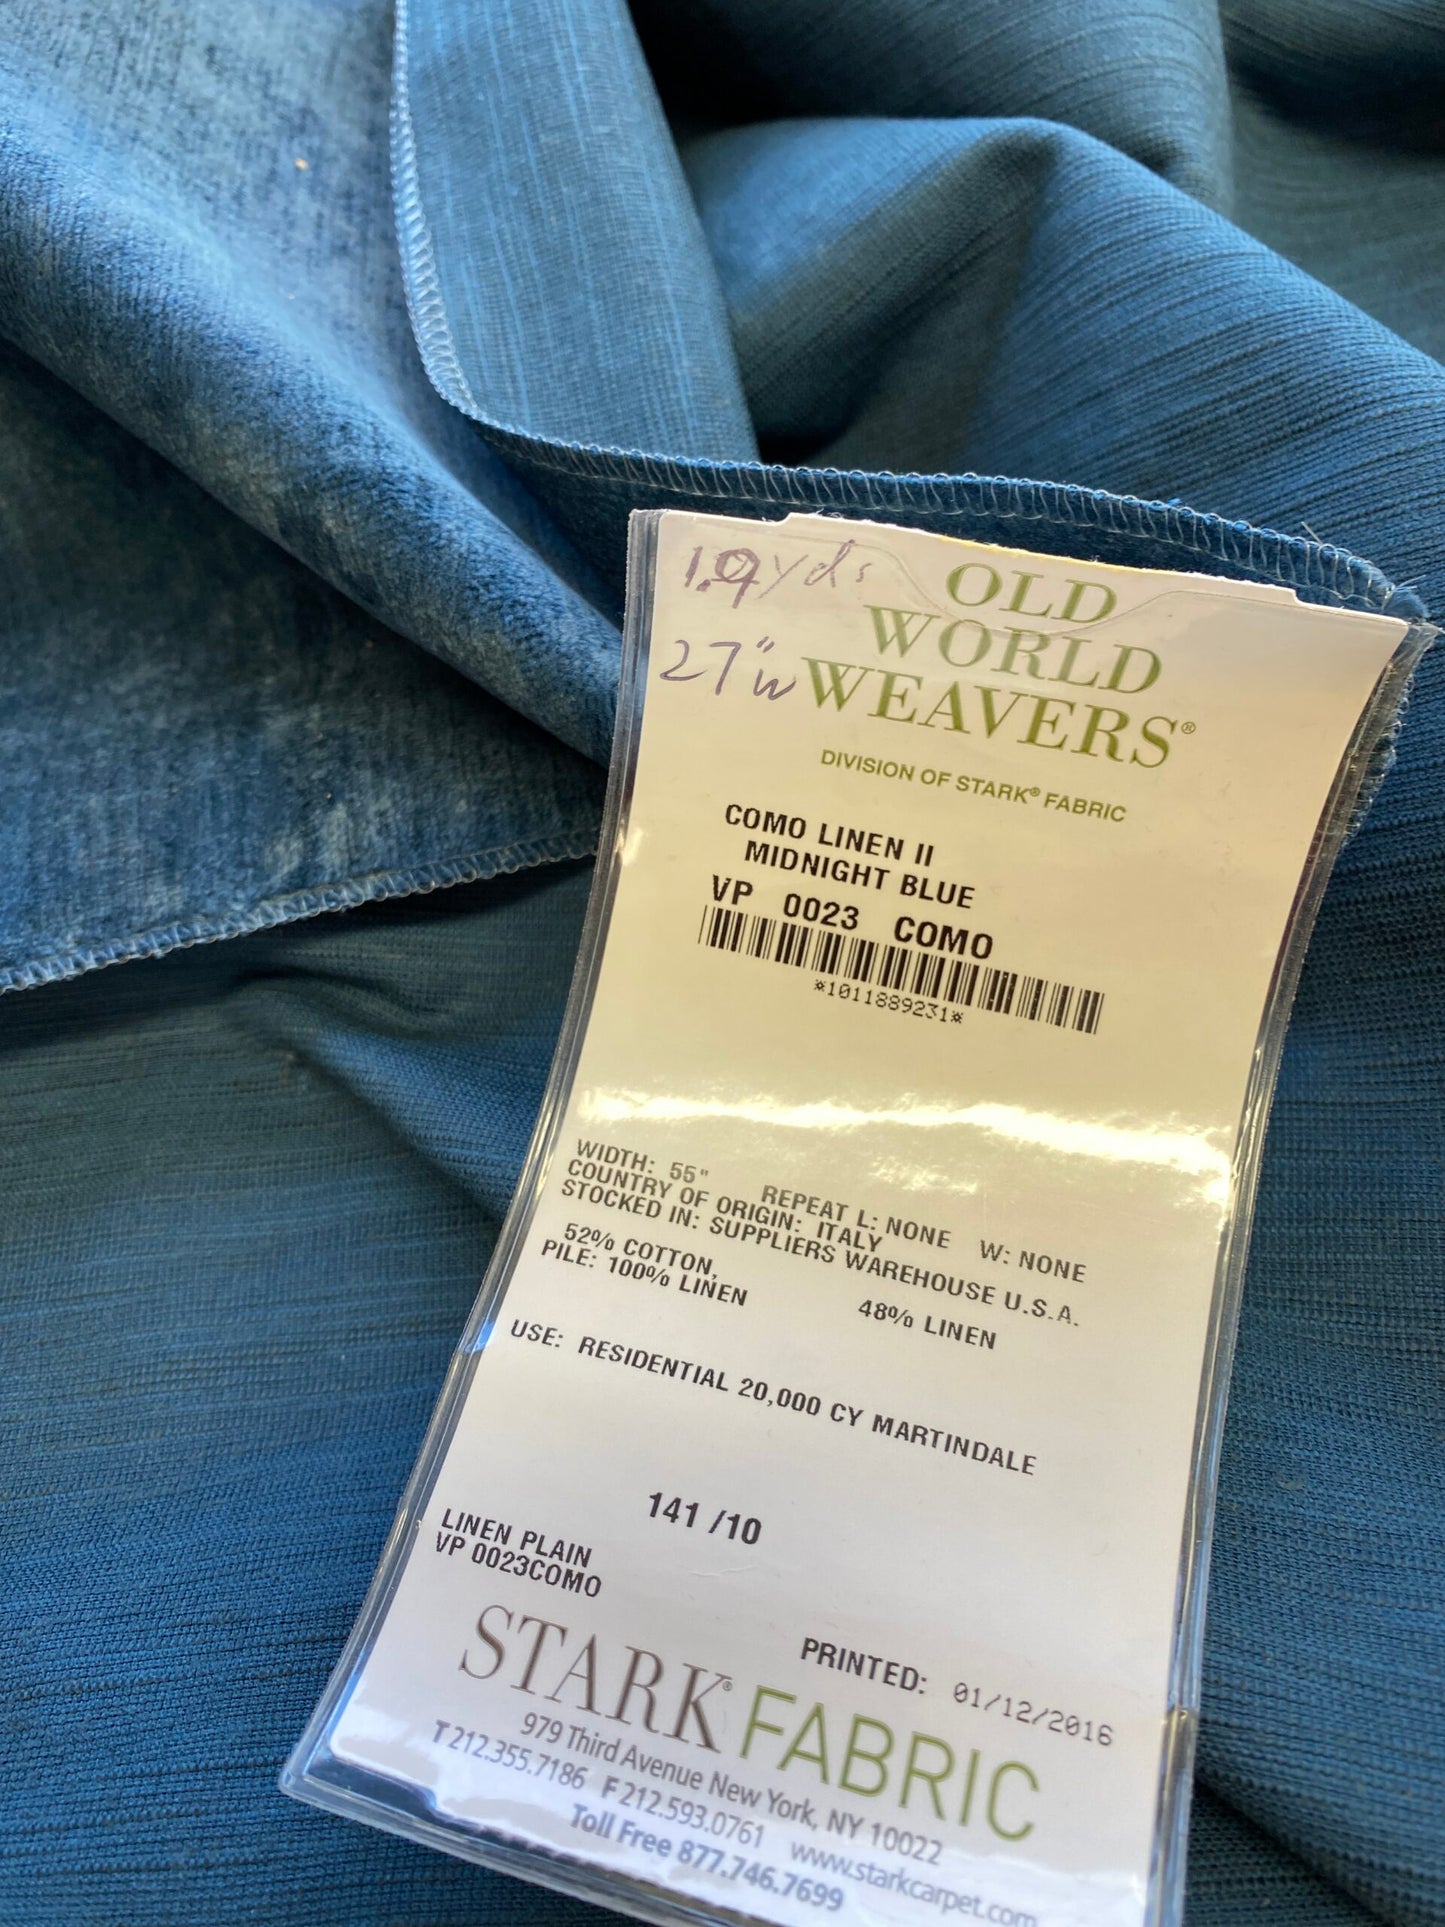 1.9 yds
27" w
OLD
WORLD
WEAVERS®
DIVISION OF STARK® FABRIC
COMO LINEN II
MIDNIGHT BLUE
VP 0023 COMO
*1011889231*
WIDTH: 55" REPEAT L: NONE W: NONE
COUNTRY OF ORIGIN: ITALY
STOCKED IN: SUPPLIERS WAREHOUSE U.S.A.
52% COTTON, 48% LINEN
PILE: 100% LINEN
USE: RESIDENTIAL 20,000 CY MARTINDALE
141 /10
LINEN PLAIN
VP 0023COMO
PRINTED: 01/12/2016
STARK® FABRIC
979 Third Avenue New York, NY 10022
T 212.355.7186 F 212.593.0761 www.starkcarpet.com
Toll Free 877.746.7699